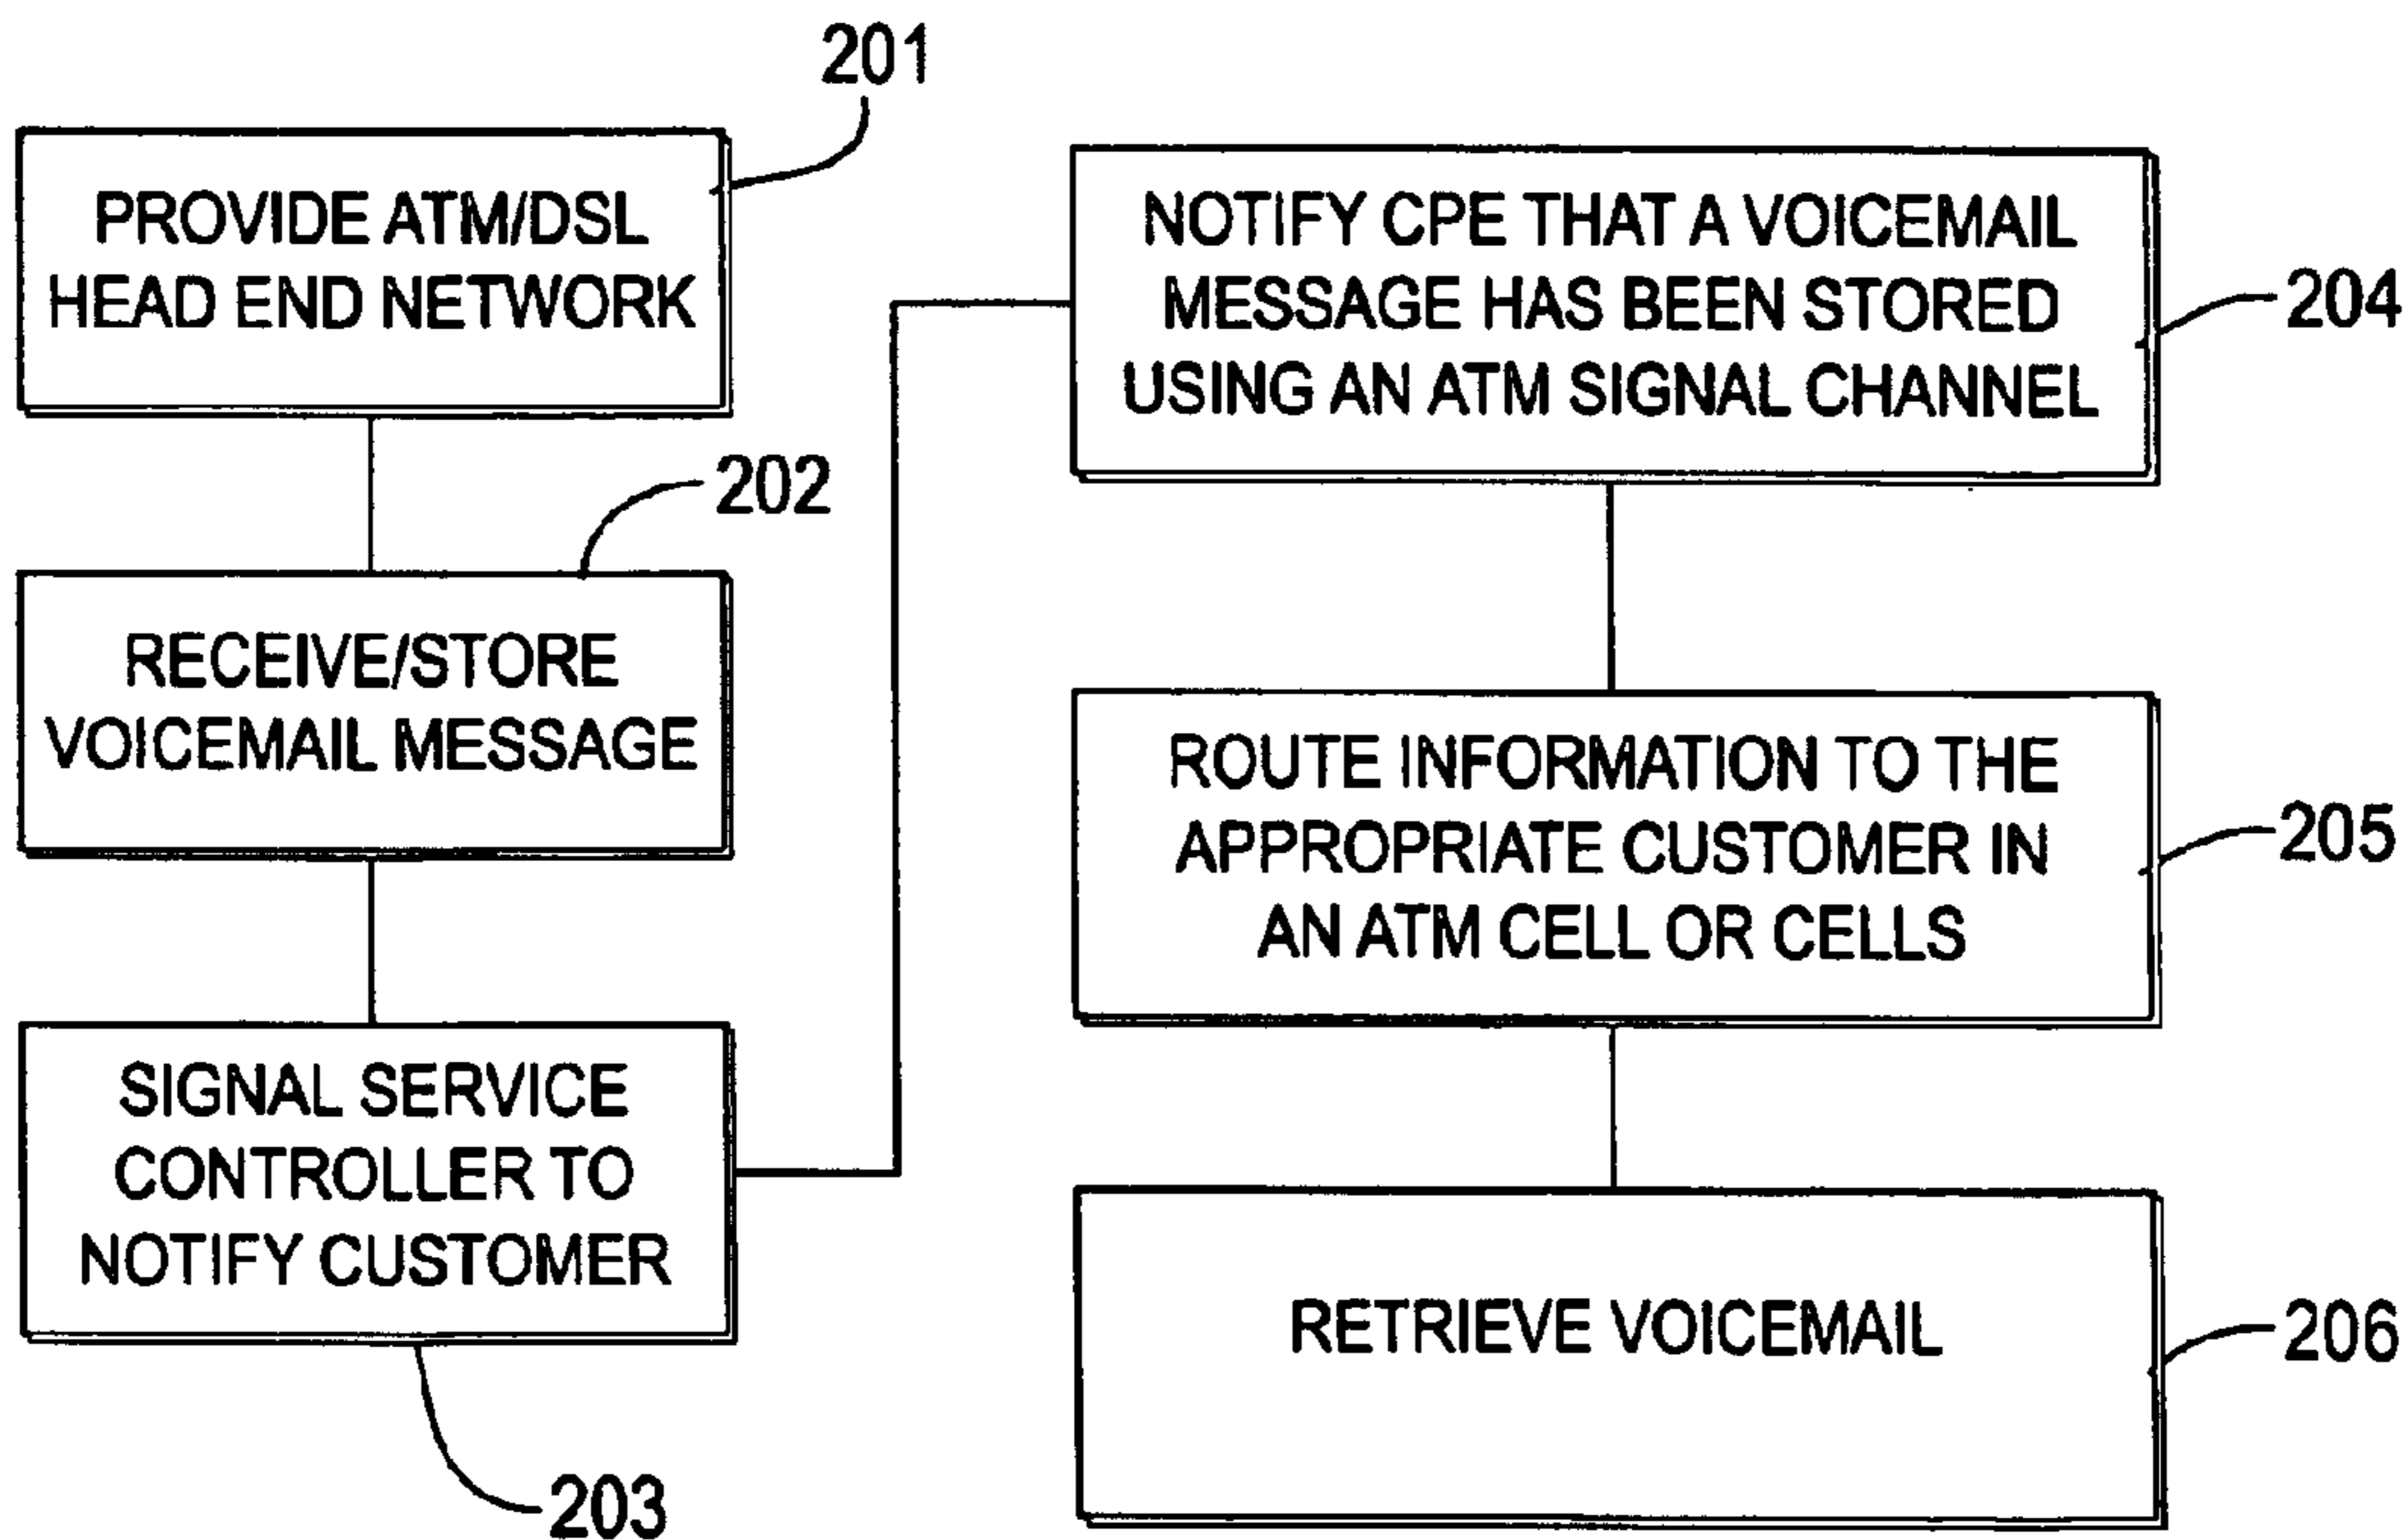 201
PROVIDE ATM/DSL
HEAD END NETWORK
202
RECEIVE/STORE
VOICEMAIL MESSAGE
SIGNAL SERVICE
CONTROLLER TO
NOTIFY CUSTOMER
203
NOTIFY CPE THAT A VOICEMAIL
MESSAGE HAS BEEN STORED
USING AN ATM SIGNAL CHANNEL
204
ROUTE INFORMATION TO THE
APPROPRIATE CUSTOMER IN
AN ATM CELL OR CELLS
205
RETRIEVE VOICEMAIL
206